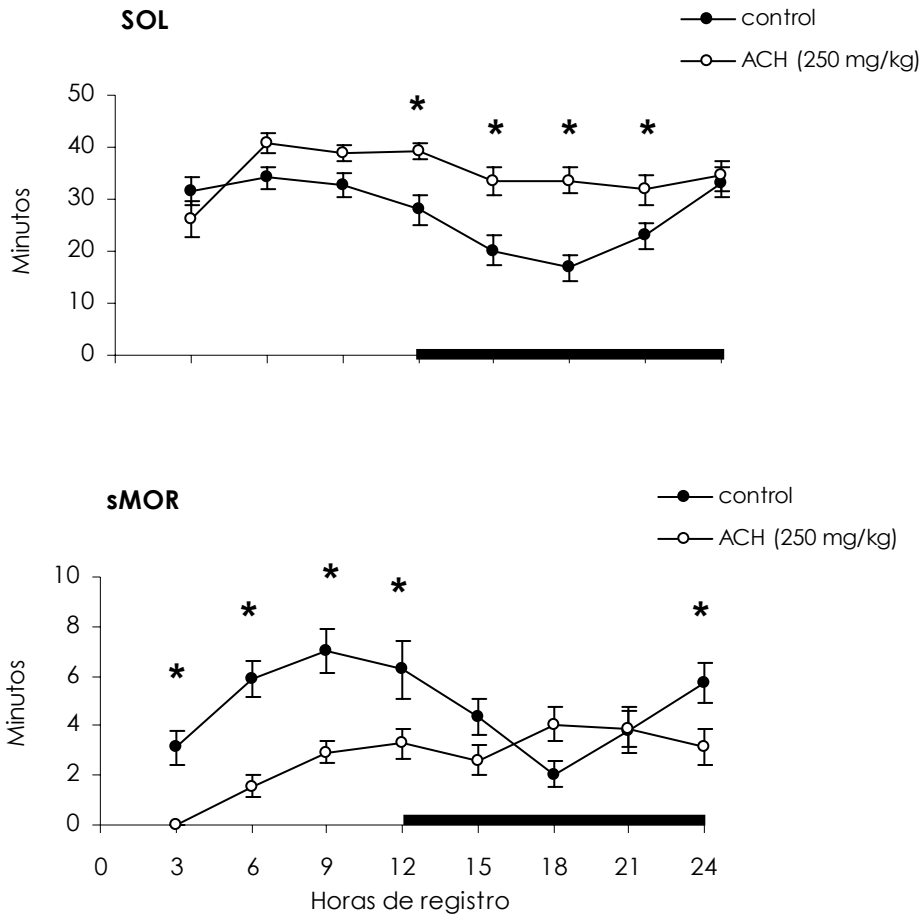 SOL
control
ACH (250 mg/kg)
50
*
40
* * *
30
20
10
0
Minutos
sMOR
control
ACH (250 mg/kg)
10
*
*
8
*
*
6
*
4
2
0
Minutos
0 3 6 9 12 15 18 21 24
Horas de registro